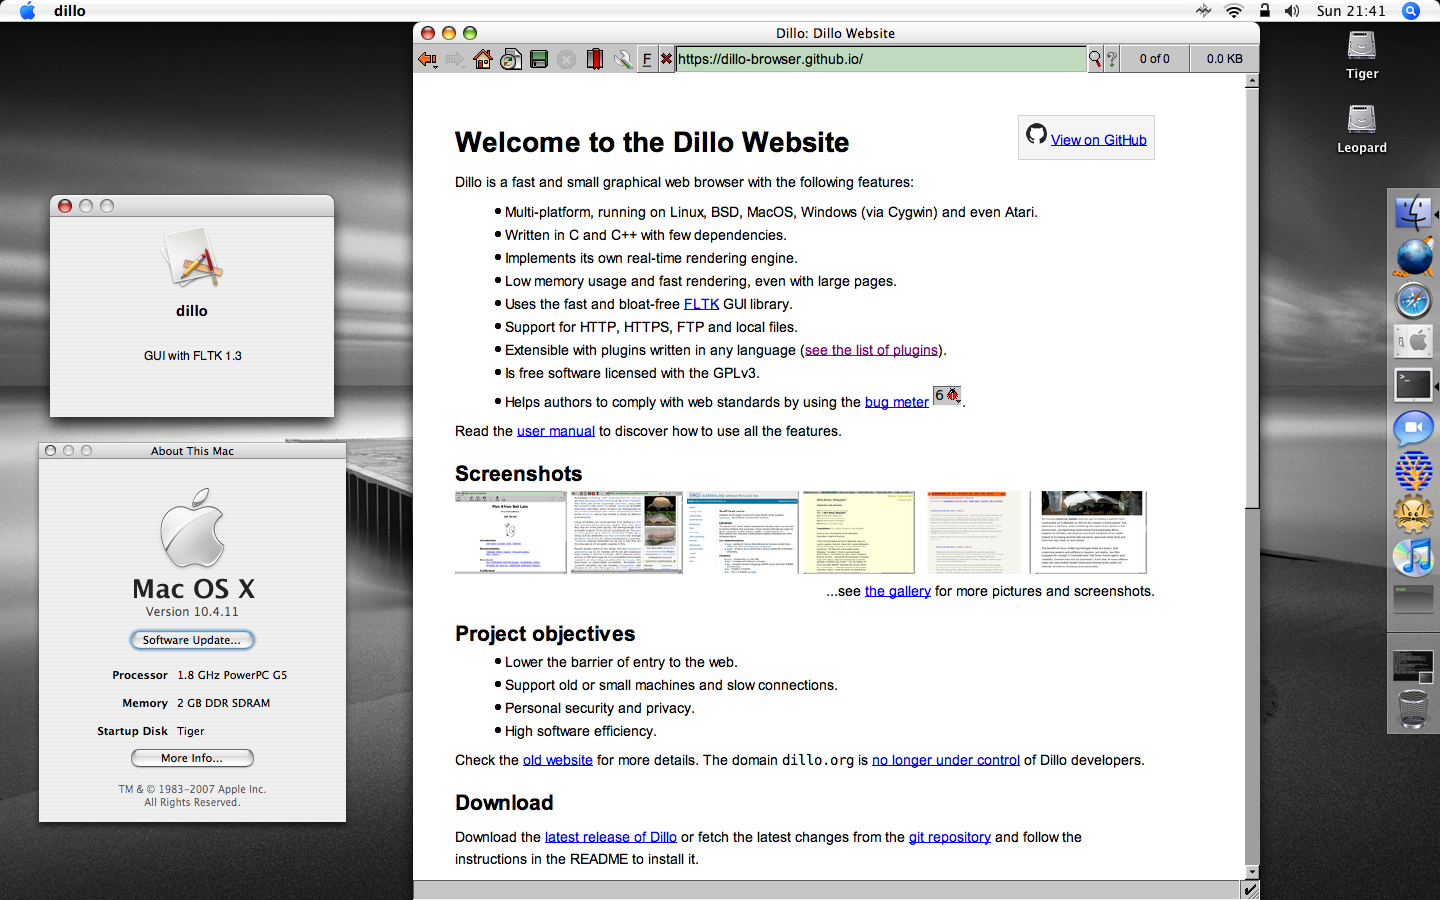 dillo
Sun 21:41
Dillo: Dillo Website
F
https://dillo-browser.github.io/
?
0 of 0
0.0 KB
Tiger
Leopard
Welcome to the Dillo Website
View on GitHub
Dillo is a fast and small graphical web browser with the following features:
Multi-platform, running on Linux, BSD, MacOS, Windows (via Cygwin) and even Atari.
Written in C and C++ with few dependencies.
Implements its own real-time rendering engine.
Low memory usage and fast rendering, even with large pages.
Uses the fast and bloat-free FLTK GUI library.
Support for HTTP, HTTPS, FTP and local files.
Extensible with plugins written in any language (see the list of plugins).
Is free software licensed with the GPLv3.
Helps authors to comply with web standards by using the bug meter 6.
Read the user manual to discover how to use all the features.
Screenshots
...see the gallery for more pictures and screenshots.
Project objectives
Lower the barrier of entry to the web.
Support old or small machines and slow connections.
Personal security and privacy.
High software efficiency.
Check the old website for more details. The domain dillo.org is no longer under control of Dillo developers.
Download
Download the latest release of Dillo or fetch the latest changes from the git repository and follow the
instructions in the README to install it.
dillo
GUI with FLTK 1.3
About This Mac
Mac OS X
Version 10.4.11
Software Update...
Processor 1.8 GHz PowerPC G5
Memory 2 GB DDR SDRAM
Startup Disk Tiger
More Info...
TM & © 1983-2007 Apple Inc.
All Rights Reserved.